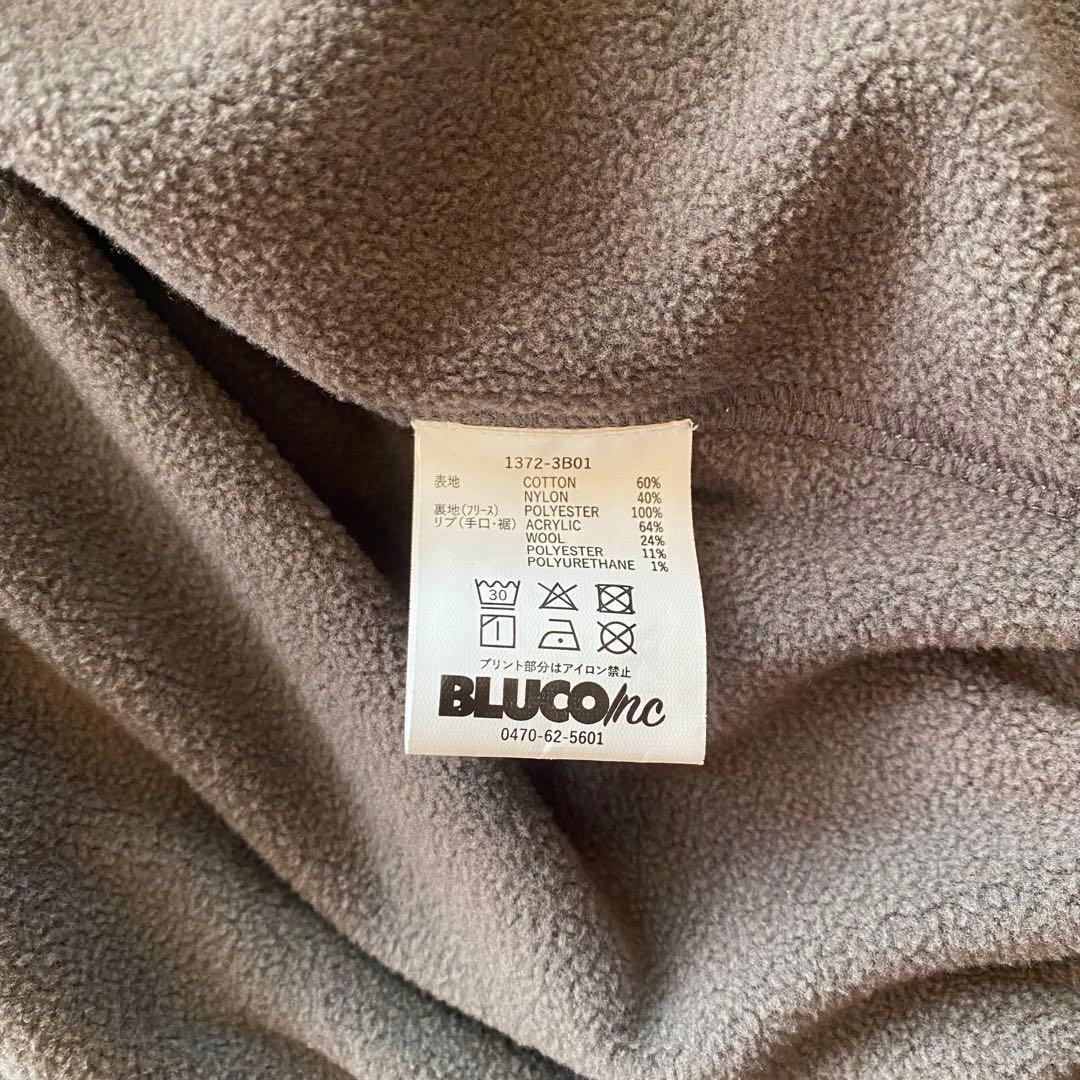 1372-3B01
表地 COTTON 60%
NYLON 40%
裏地(フリース) POLYESTER 100%
リブ(手口・裾) ACRYLIC 64%
WOOL 24%
POLYESTER 11%
POLYURETHANE 1%
30
プリント部分はアイロン禁止
BLUCO Inc
0470-62-5601